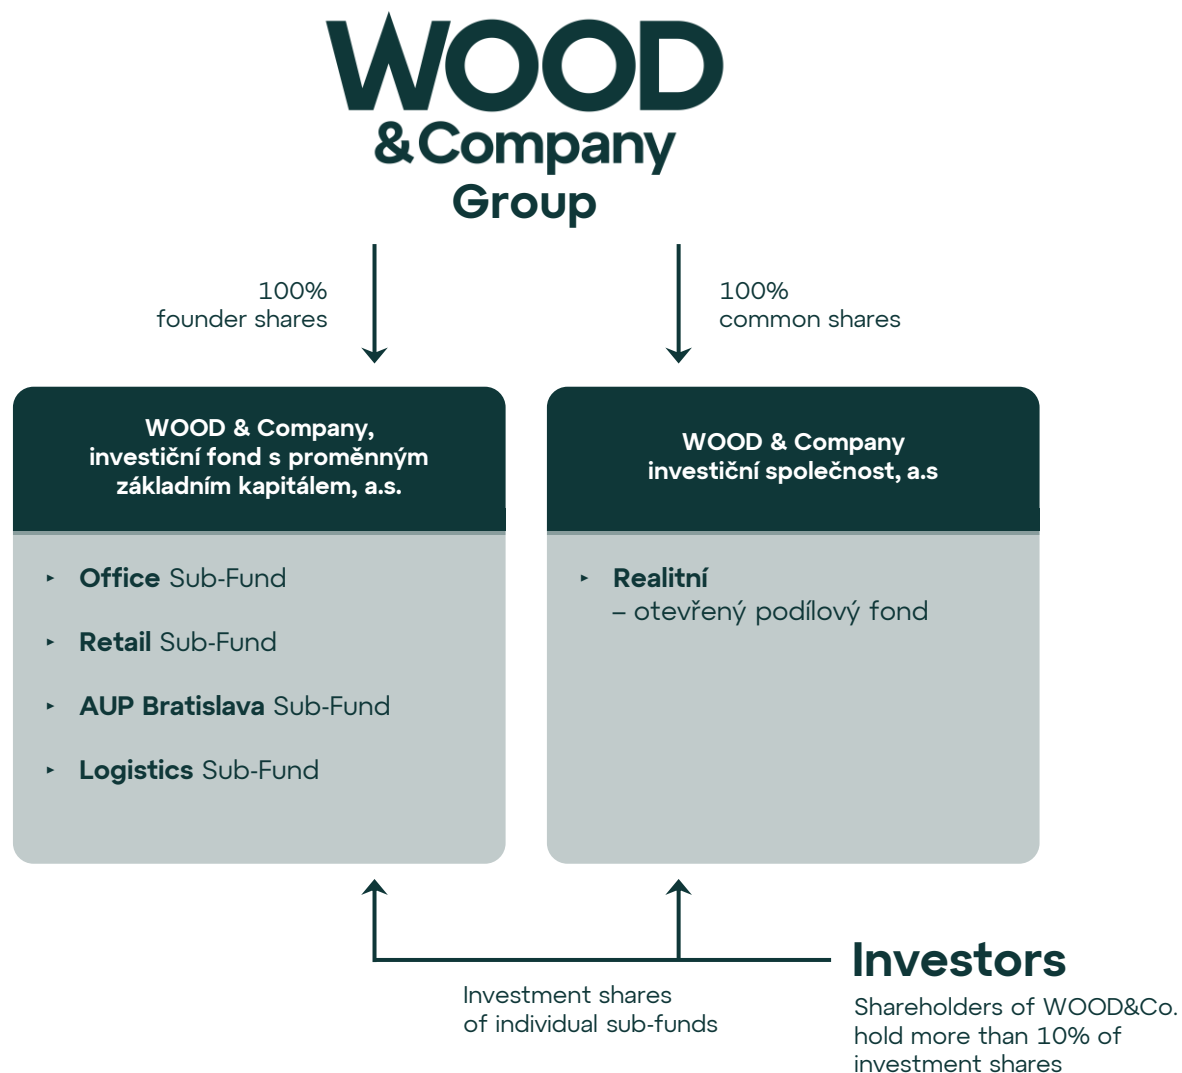 WOOD
&Company
Group
100%
founder shares
100%
common shares
WOOD & Company,
investiční fond s proměnným
základním kapitálem, a.s.
WOOD & Company
investiční společnost, a.s
‣ Office Sub-Fund
‣ Retail Sub-Fund
‣ AUP Bratislava Sub-Fund
‣ Logistics Sub-Fund
‣ Realitní
– otevřený podílový fond
Investment shares
of individual sub-funds
Investors
Shareholders of WOOD&Co.
hold more than 10% of
investment shares